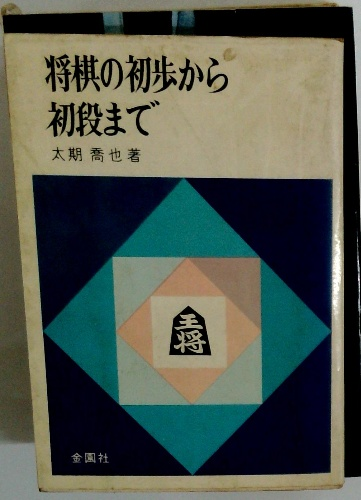 将棋の初歩から
初段まで
太期喬也著
王将
金園社